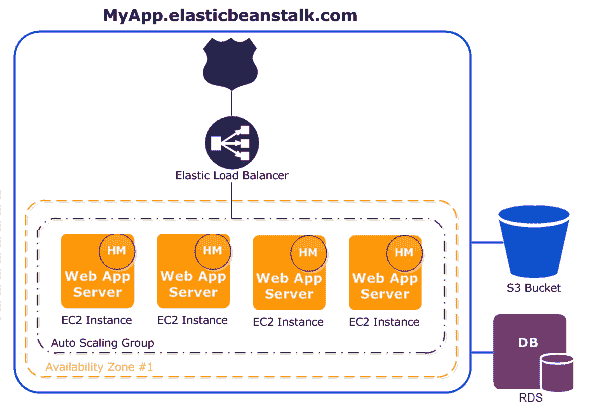 MyApp.elasticbeanstalk.com
Elastic Load Balancer
HM HM HM HM
Web App Web App Web App Web App
Server Server Server Server
EC2 Instance EC2 Instance EC2 Instance EC2 Instance
Auto Scaling Group
Availability Zone #1
S3 Bucket
DB
RDS